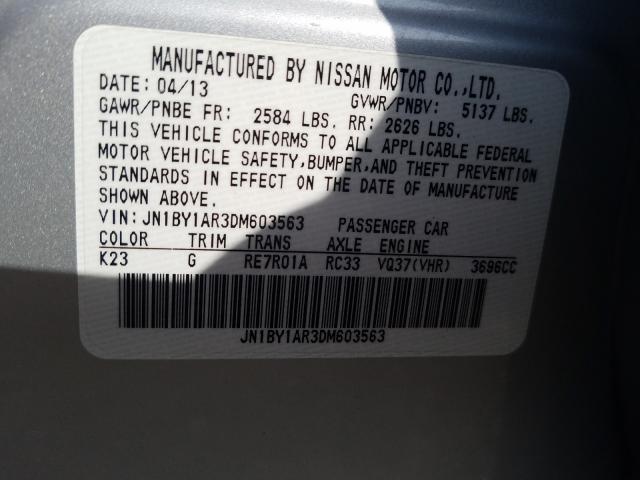 MANUFACTURED BY NISSAN MOTOR CO.,LTD.
DATE: 04/13 GVWR/PNBV: 5137 LBS.
GAWR/PNBE FR: 2584 LBS. RR: 2626 LBS.
THIS VEHICLE CONFORMS TO ALL APPLICABLE FEDERAL
MOTOR VEHICLE SAFETY,BUMPER,AND THEFT PREVENTION
STANDARDS IN EFFECT ON THE DATE OF MANUFACTURE
SHOWN ABOVE.
VIN:JN1BY1AR3DM603563 PASSENGER CAR
COLOR TRIM TRANS AXLE ENGINE
K23 G RE7R01A RC33 VQ37(VHR) 3696CC
JN1BY1AR3DM603563